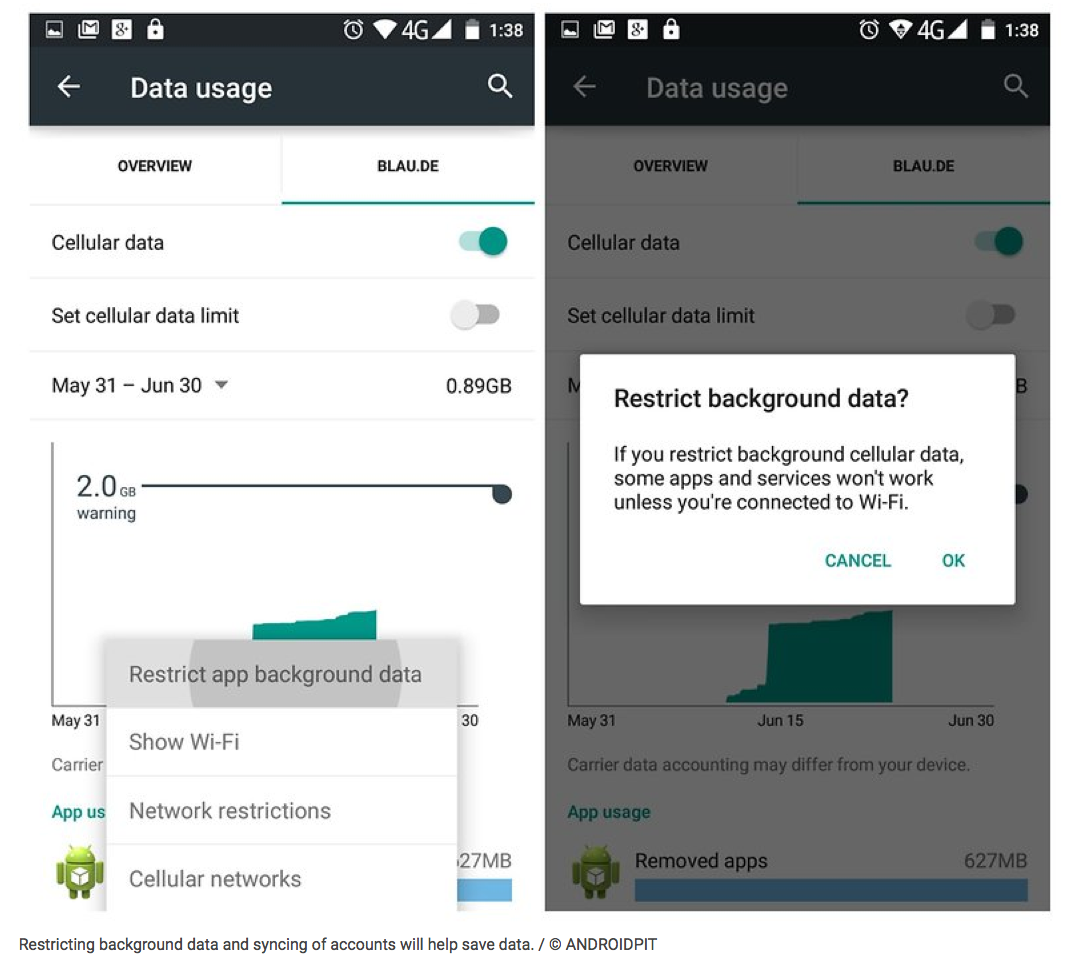 4G 1:38
Data usage
OVERVIEW BLAU.DE
Cellular data
Set cellular data limit
May 31 – Jun 30 0.89GB
2.0 GB
warning
Restrict app background data
May 31 30
Show Wi-Fi
Carrier
Network restrictions
App us
27MB
Cellular networks
4G 1:38
Data usage
OVERVIEW BLAU.DE
Cellular data
Set cellular data limit
M B
Restrict background data?
If you restrict background cellular data,
some apps and services won't work
unless you're connected to Wi-Fi.
CANCEL OK
May 31 Jun 15 Jun 30
Carrier data accounting may differ from your device.
App usage
Removed apps 627MB
Restricting background data and syncing of accounts will help save data. / © ANDROIDPIT